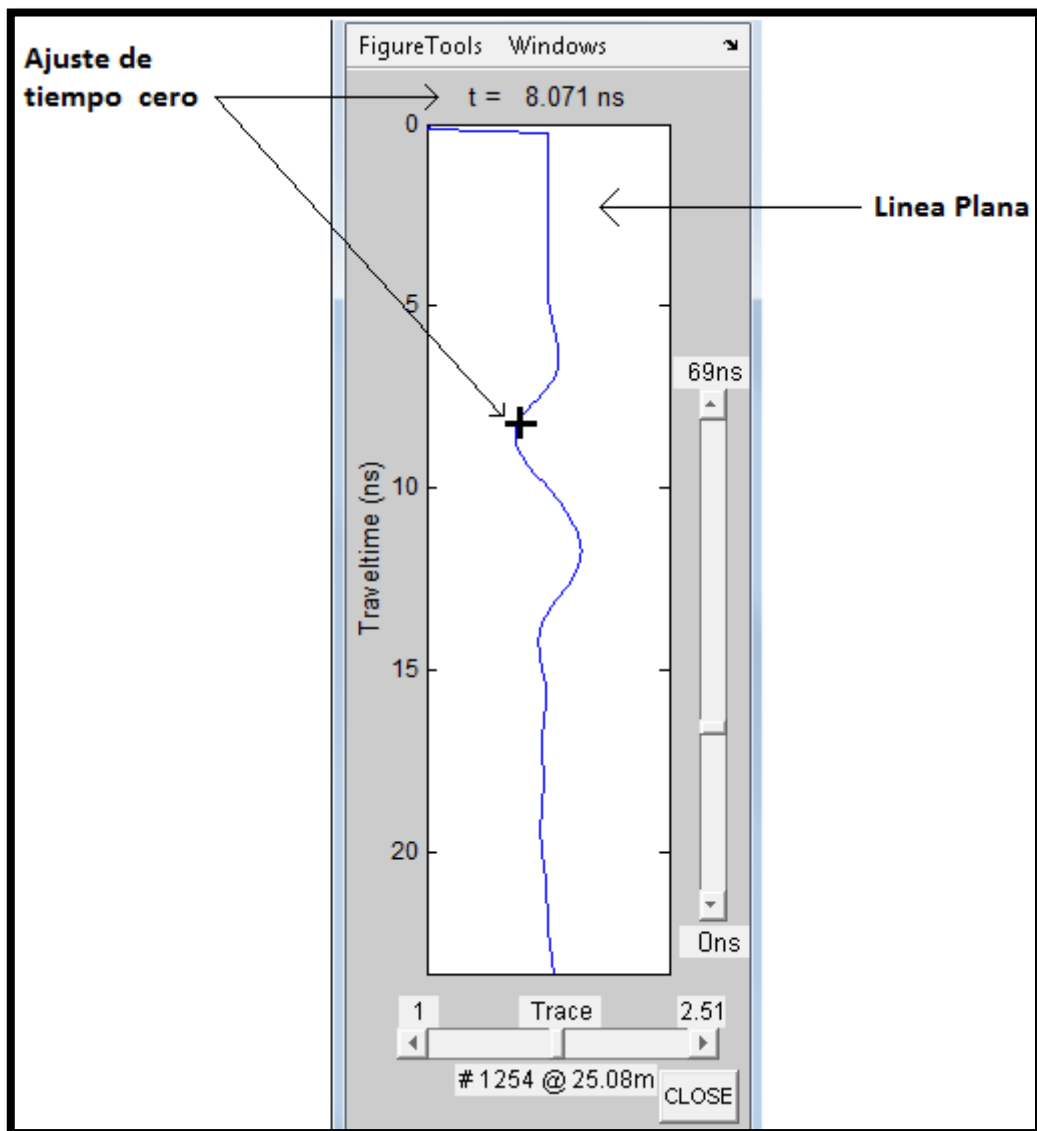 FigureTools Windows
Ajuste de
tiempo cero
t = 8.071 ns
0
Linea Plana
5
69ns
Traveltime (ns)
10
15
20
0ns
1 Trace 2.51
# 1254 @ 25.08m
CLOSE